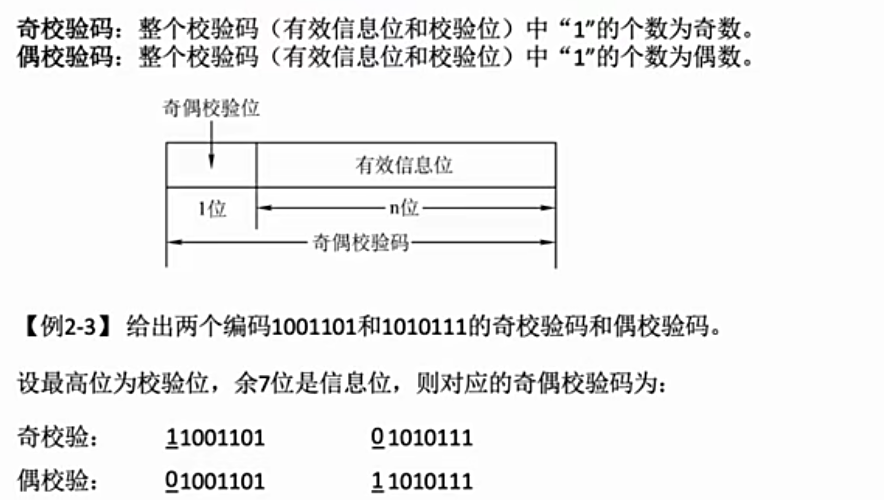 奇校验码：整个校验码（有效信息位和校验位）中“1”的个数为奇数。
偶校验码：整个校验码（有效信息位和校验位）中“1”的个数为偶数。
奇偶校验位
有效信息位
1位
n位
奇偶校验码
【例2-3】 给出两个编码1001101和1010111的奇校验码和偶校验码。
设最高位为校验位，余7位是信息位，则对应的奇偶校验码为：
奇校验： 11001101 01010111
偶校验： 01001101 11010111